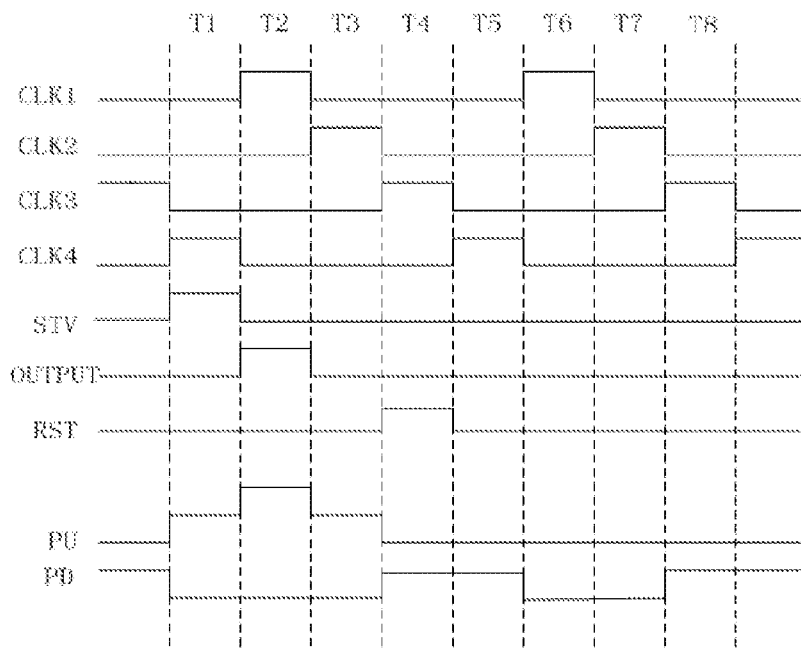 T1 T2 T3 T4 T5 T6 T7 T8
CLK1
CLK2
CLK3
CLK4
STV
OUTPUT
RST
PU
PD